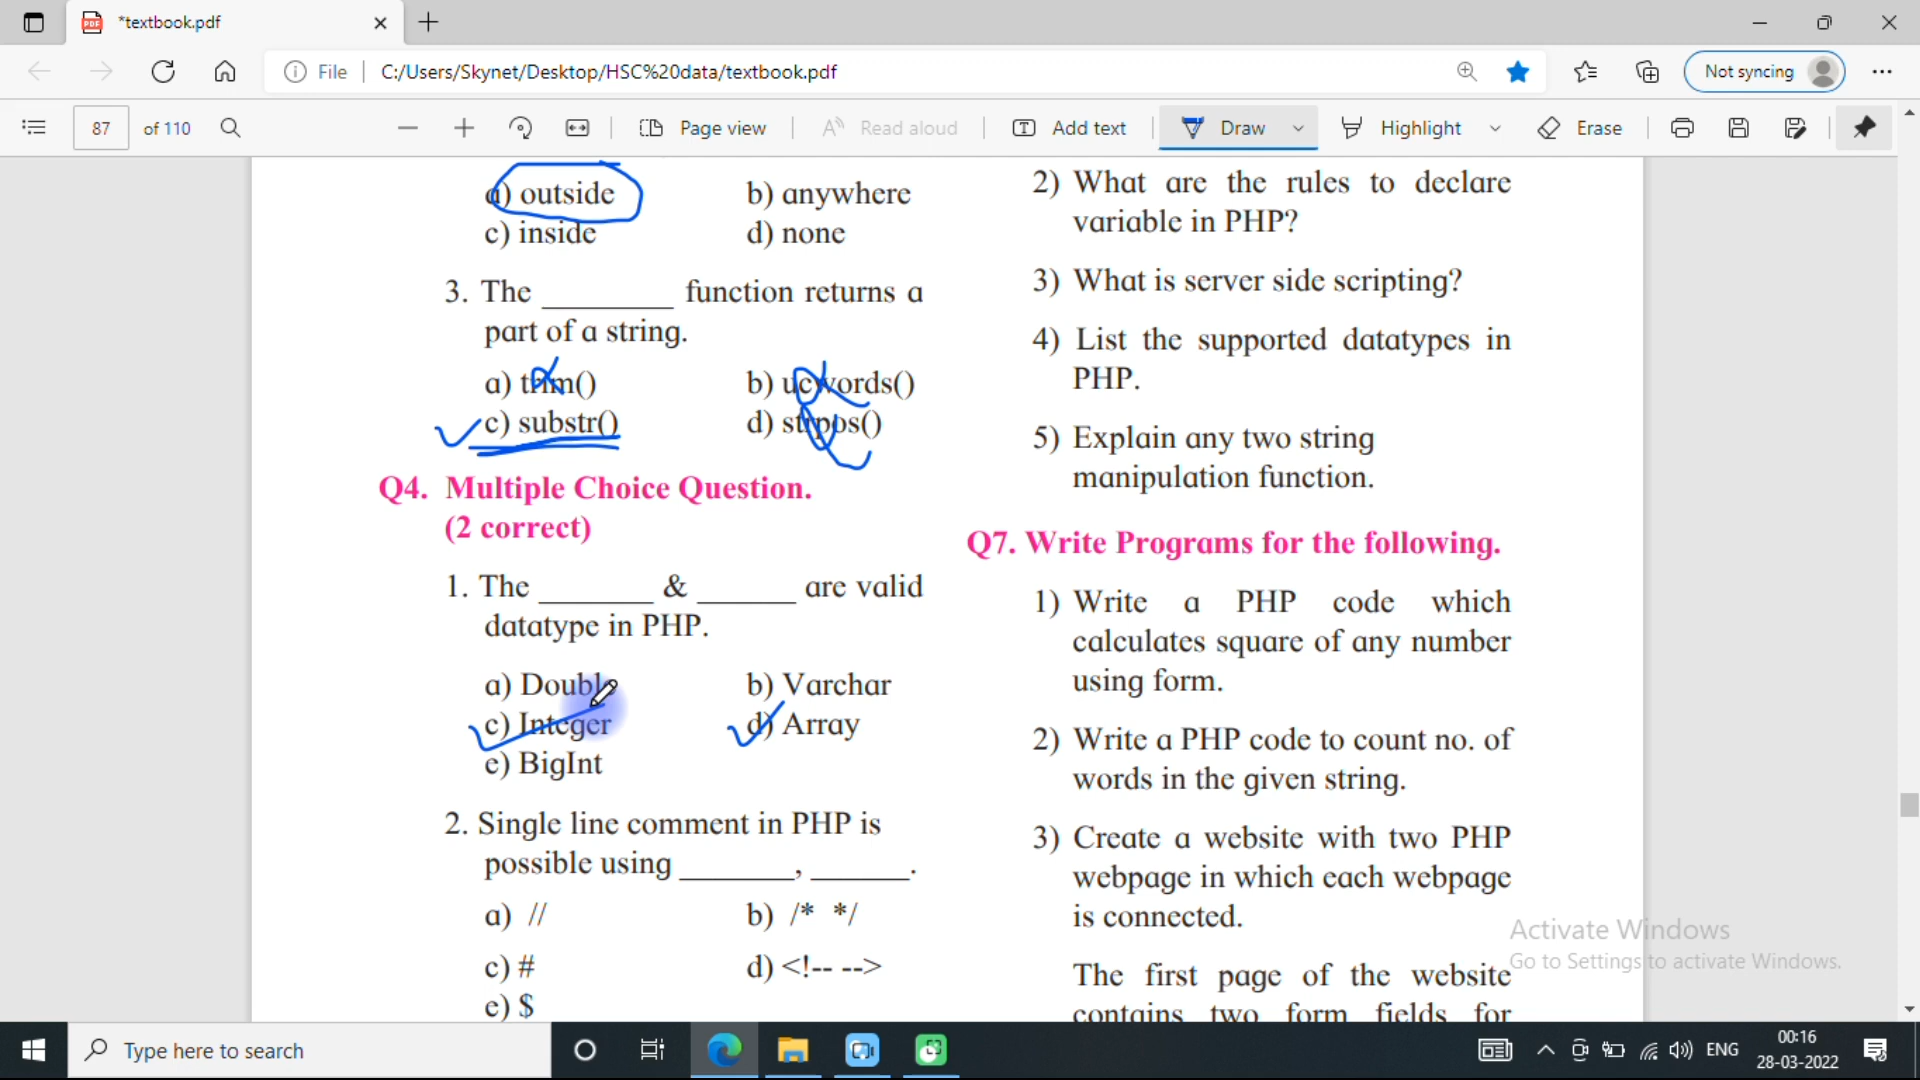 *textbook.pdf
File
C:/Users/Skynet/Desktop/HSC%20data/textbook.pdf
Not syncing
87 of 110
Page view
Read aloud
Add text
Draw
Highlight
Erase
a) outside b) anywhere
c) inside d) none
3. The ________ function returns a
part of a string.
a) trim() b) ucwords()
c) substr() d) strpos()
Q4. Multiple Choice Question.
(2 correct)
1. The _______ & ______ are valid
datatype in PHP.
a) Double b) Varchar
c) Integer d) Array
e) BigInt
2. Single line comment in PHP is
possible using _______, ______.
a) // b) /* */
c) # d) <!-- -->
e) $
2) What are the rules to declare
variable in PHP?
3) What is server side scripting?
4) List the supported datatypes in
PHP.
5) Explain any two string
manipulation function.
Q7. Write Programs for the following.
1) Write a PHP code which
calculates square of any number
using form.
2) Write a PHP code to count no. of
words in the given string.
3) Create a website with two PHP
webpage in which each webpage
is connected.
The first page of the website
contains two form fields for
Activate Windows
Go to Settings to activate Windows.
Type here to search
ENG
00:16
28-03-2022